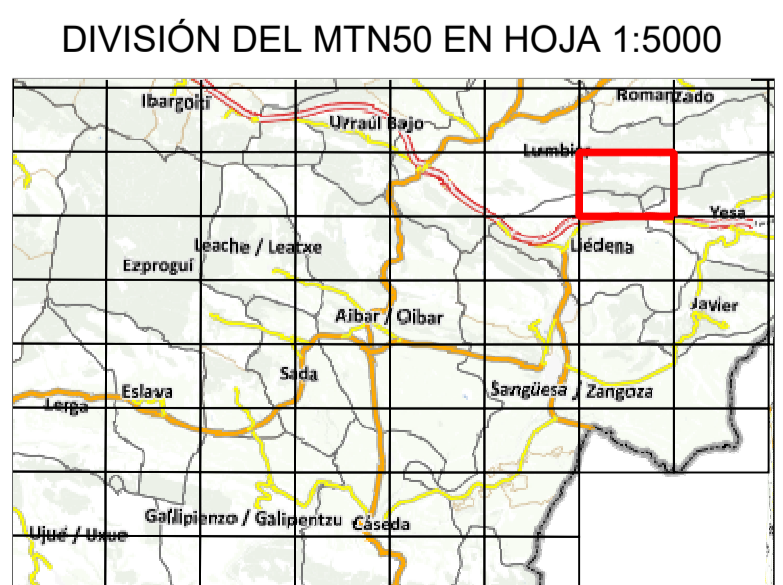 DIVISIÓN DEL MTN50 EN HOJA 1:5000
Romanzado
Ibargoiti
Urraúl Bajo
Lumbier
Yesa
Leache / Leatxe
Liédena
Ezprogui
Javier
Aibar / Oibar
Sada
Eslava
Sangüesa / Zangoza
Lerga
Gallipienzo / Galipentzu
Cáseda
Ujué / Uxue